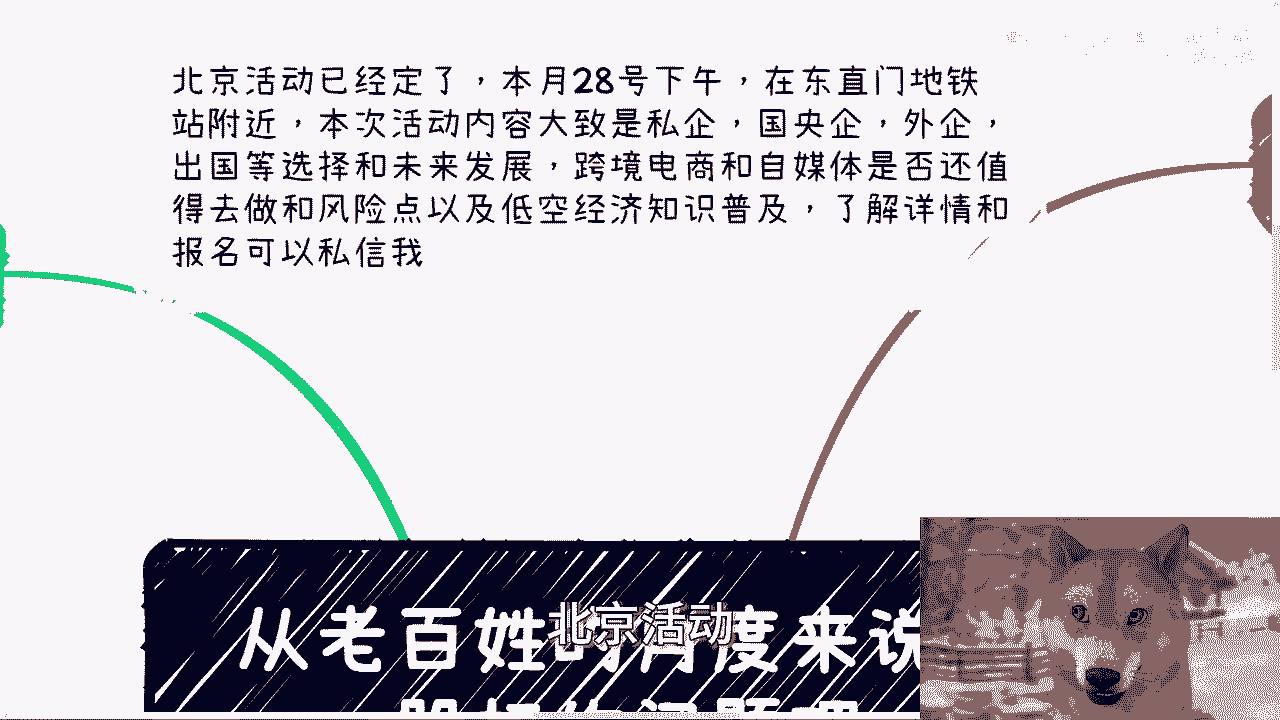 北京活动已经定了，本月28号下午，在东直门地铁
站附近，本次活动内容大致是私企，国央企，外企，
出国等选择和未来发展，跨境电商和自媒体是否还值
得去做和风险点以及低空经济知识普及，了解详情和
报名可以私信我
从老百姓的角度来说
北京活动